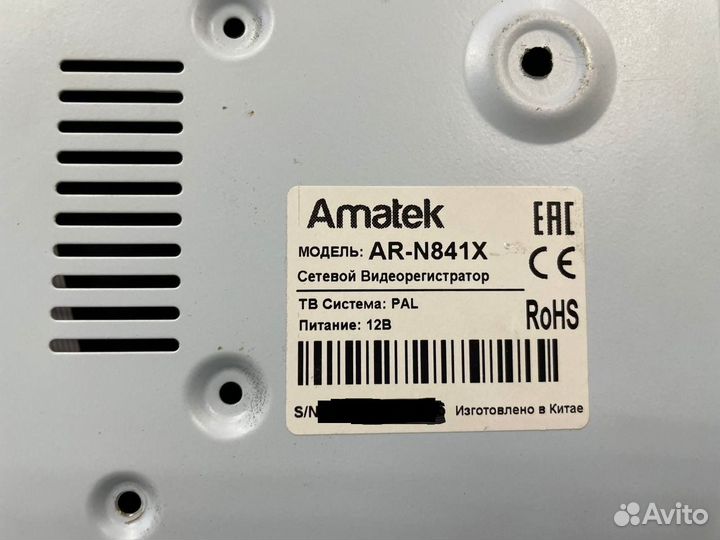 Amatek
EAC
МОДЕЛЬ: AR-N841X
CE
Сетевой Видеорегистратор
ТВ Система: PAL
RoHS
Питание: 12В
S/N
Изготовлено в Китае
Avito